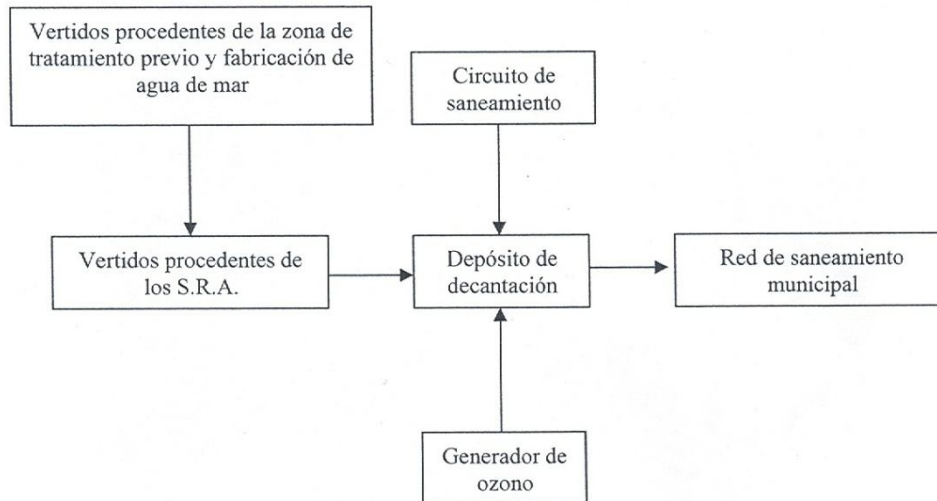 Vertidos procedentes de la zona de
tratamiento previo y fabricación de
agua de mar
Circuito de
saneamiento
Vertidos procedentes de
los S.R.A.
Depósito de
decantación
Red de saneamiento
municipal
Generador de
ozono